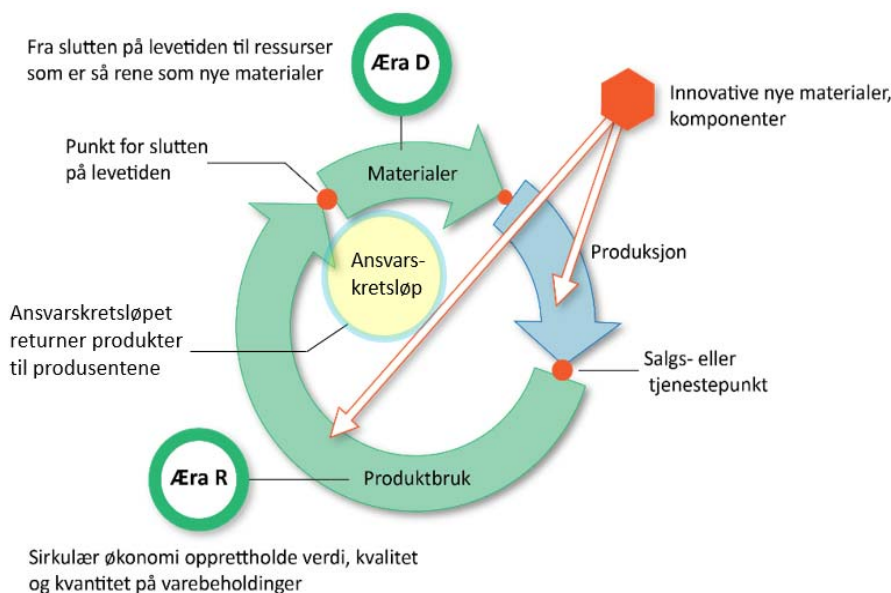 Fra slutten på levetiden til ressurser
som er så rene som nye materialer
Æra D
Innovative nye materialer,
komponenter
Punkt for slutten
på levetiden
Materialer
Produksjon
Ansvars-
kretsløp
Ansvarskretsløpet
returner produkter
til produsentene
Salgs- eller
tjenestepunkt
Æra R
Produktbruk
Sirkulær økonomi opprettholde verdi, kvalitet
og kvantitet på varebeholdinger